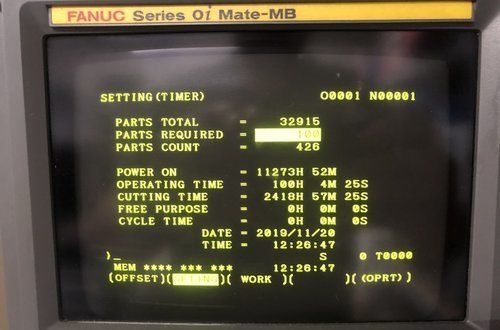 FANUC Series 0i Mate-MB
SETTING(TIMER) O0001 N00001
PARTS TOTAL = 32915
PARTS REQUIRED = 100
PARTS COUNT = 426
POWER ON = 11273H 52M
OPERATING TIME = 100H 4M 25S
CUTTING TIME = 2418H 57M 25S
FREE PURPOSE = 0H 0M 0S
CYCLE TIME = 0H 0M 0S
DATE = 2019/11/20
TIME = 12:26:47
)_ S 0 T0000
MEM **** *** *** 12:26:47
(OFFSET)(SETING)( WORK )( )( (OPRT) )